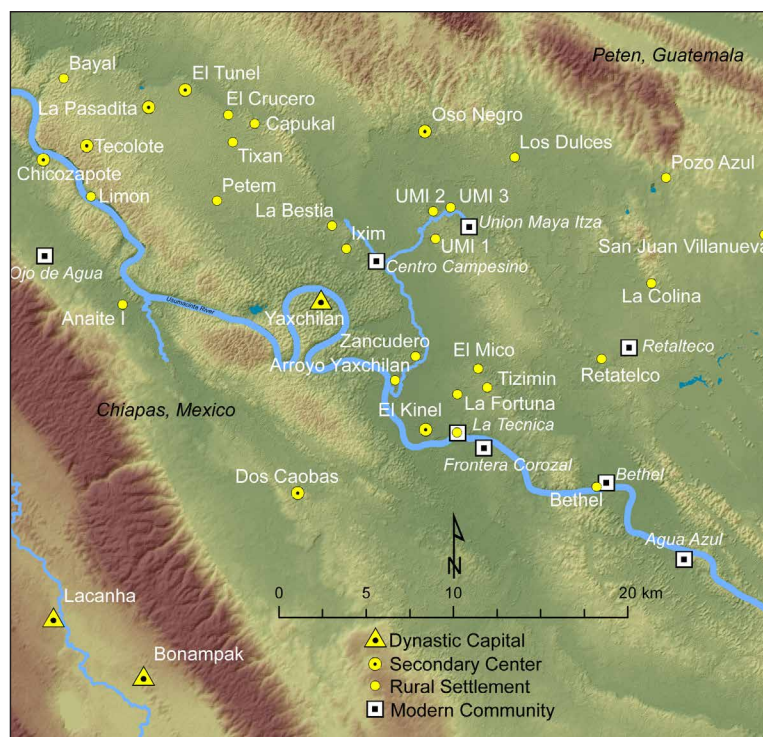 Peten, Guatemala
Bayal
El Tunel
La Pasadita
El Crucero
Capukal
Oso Negro
Tecolote
Tixan
Los Dulces
Chicozapote
Pozo Azul
Limon
Petem
La Bestia
UMI 2
UMI 3
Union Maya Itza
Ixim
UMI 1
San Juan Villanueva
Ojo de Agua
Centro Campesino
La Colina
Anaite I
Usumacinta River
Yaxchilan
Zancudero
El Mico
Retalteco
Arroyo Yaxchilan
Tizimin
Retatelco
Chiapas, Mexico
El Kinel
La Fortuna
La Tecnica
Frontera Corozal
Dos Caobas
Bethel
Bethel
Agua Azul
N
0 5 10 20 km
Lacanha
Bonampak
Dynastic Capital
Secondary Center
Rural Settlement
Modern Community